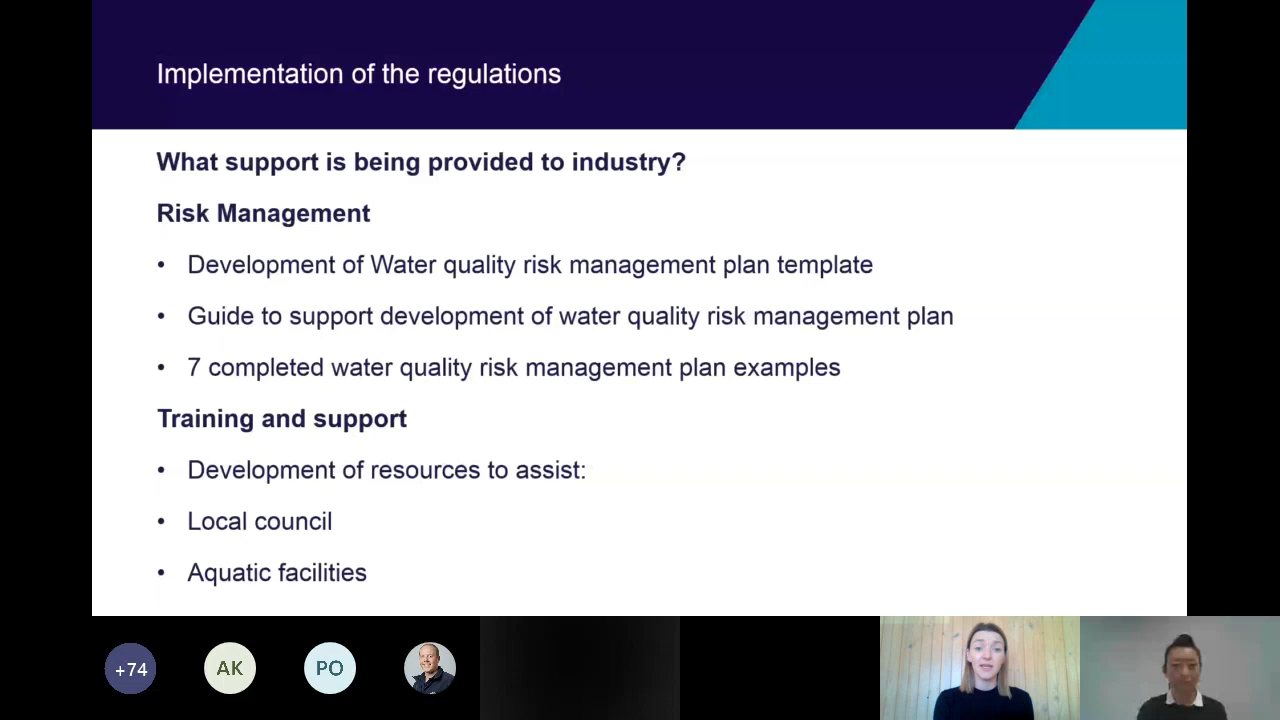 Implementation of the regulations
What support is being provided to industry?
Risk Management
• Development of Water quality risk management plan template
• Guide to support development of water quality risk management plan
• 7 completed water quality risk management plan examples
Training and support
• Development of resources to assist:
• Local council
• Aquatic facilities
+74
AK
PO